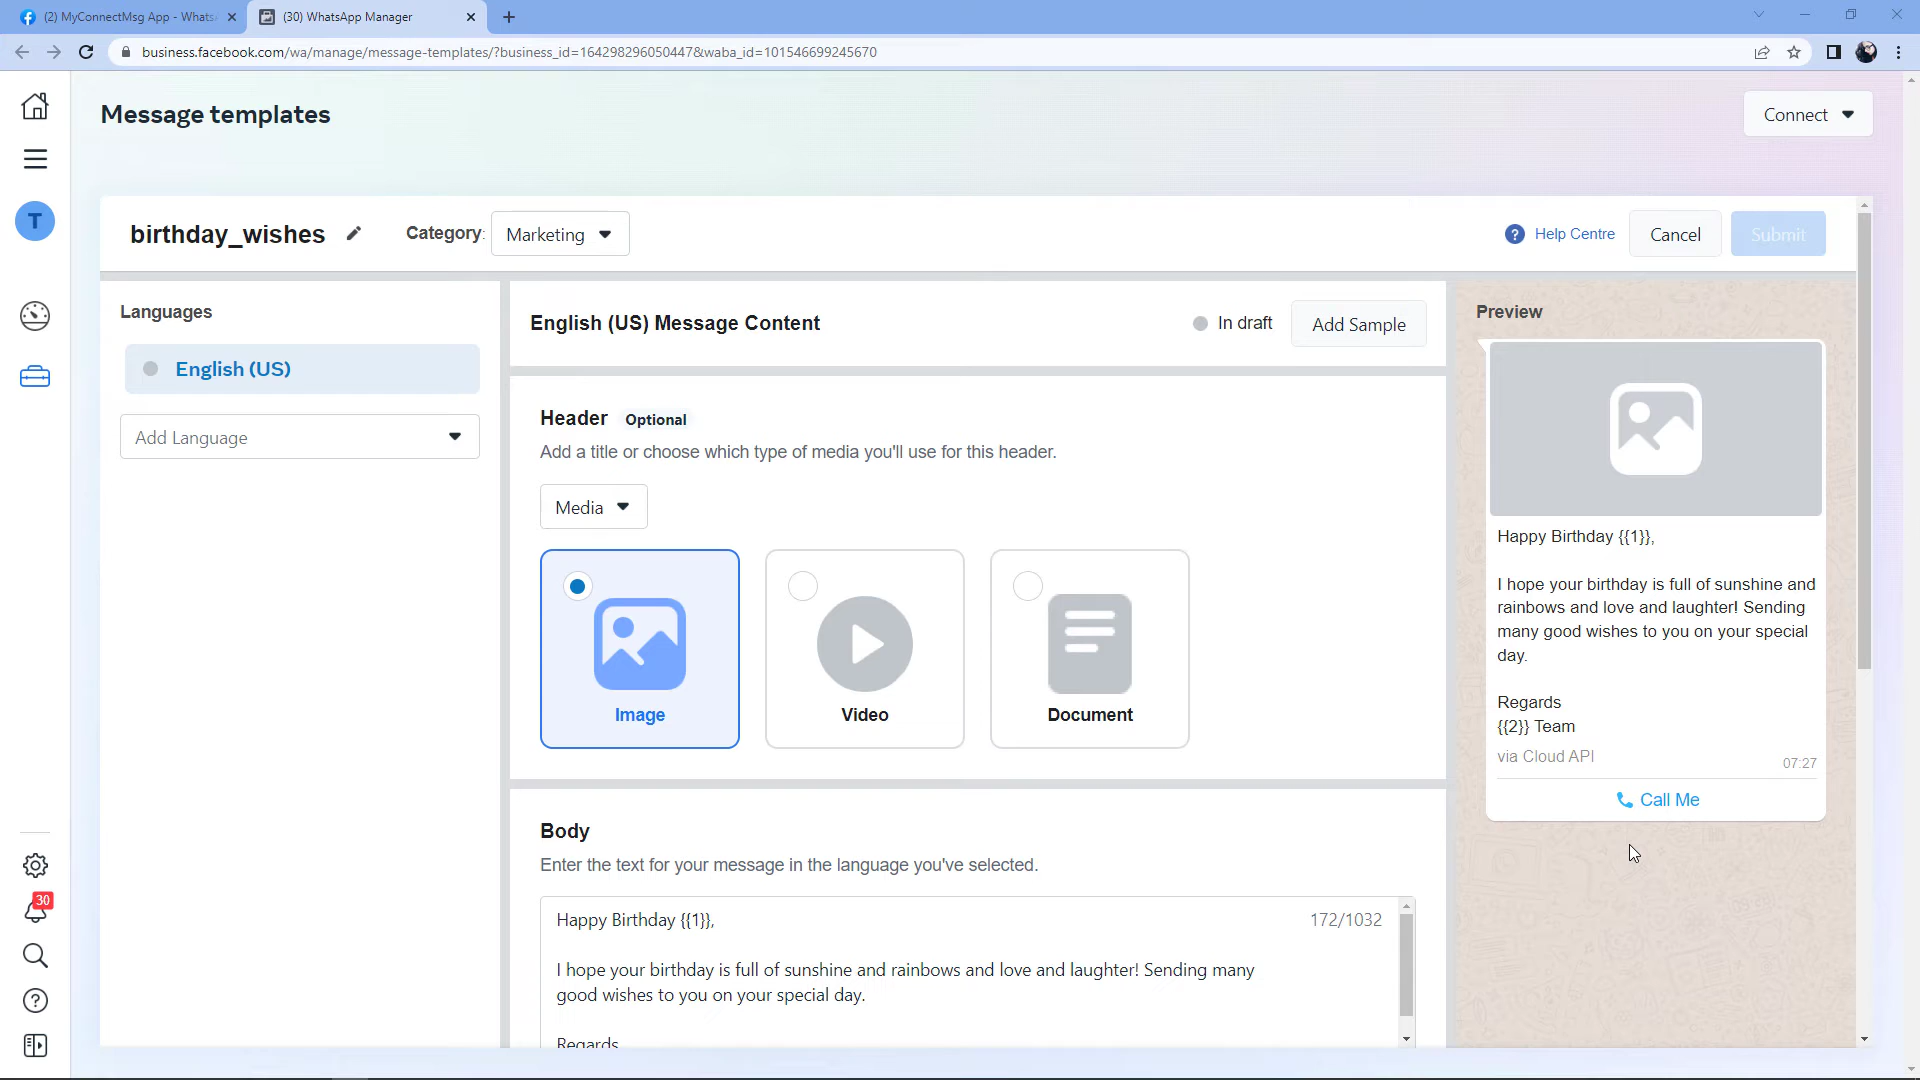 (2) MyConnectMsg App - Whats
(30) WhatsApp Manager
business.facebook.com/wa/manage/message-templates/?business_id=164298296050447&waba_id=101546699245670
Message templates
Connect
T
birthday_wishes
Category:
Marketing
Help Centre
Cancel
Submit
Languages
English (US)
Add Language
English (US) Message Content
In draft
Add Sample
Header Optional
Add a title or choose which type of media you'll use for this header.
Media
Image
Video
Document
Body
Enter the text for your message in the language you've selected.
Happy Birthday {{1}},
172/1032
I hope your birthday is full of sunshine and rainbows and love and laughter! Sending many
good wishes to you on your special day.
Regards
Preview
Happy Birthday {{1}},
I hope your birthday is full of sunshine and
rainbows and love and laughter! Sending
many good wishes to you on your special
day.
Regards
{{2}} Team
via Cloud API
07:27
Call Me
30